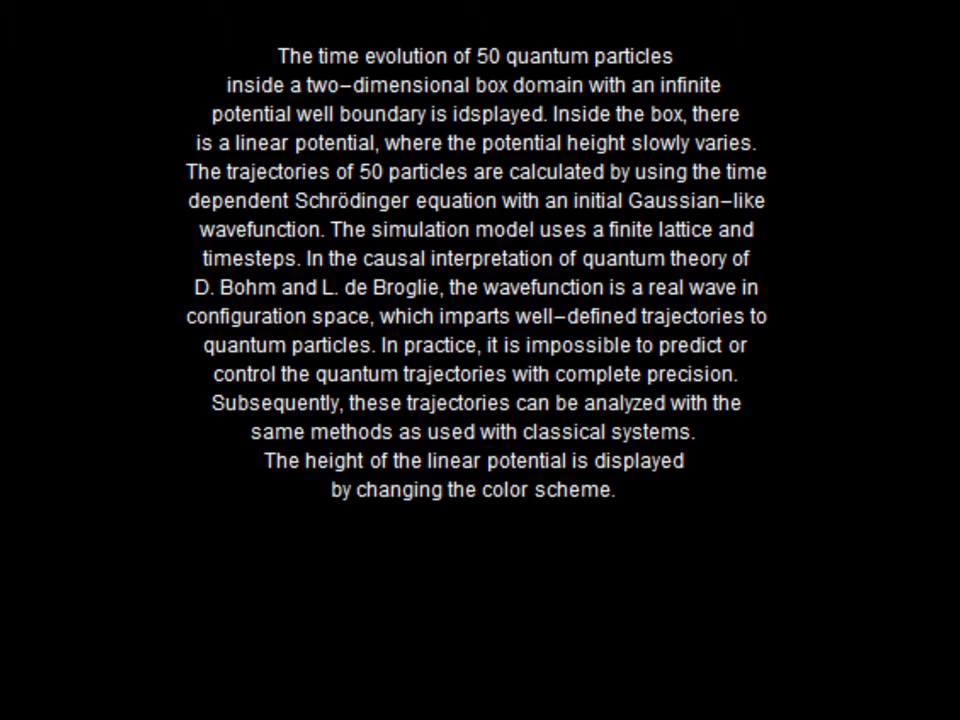 The time evolution of 50 quantum particles
inside a two−dimensional box domain with an infinite
potential well boundary is idsplayed. Inside the box, there
is a linear potential, where the potential height slowly varies.
The trajectories of 50 particles are calculated by using the time
dependent Schrödinger equation with an initial Gaussian−like
wavefunction. The simulation model uses a finite lattice and
timesteps. In the causal interpretation of quantum theory of
D. Bohm and L. de Broglie, the wavefunction is a real wave in
configuration space, which imparts well−defined trajectories to
quantum particles. In practice, it is impossible to predict or
control the quantum trajectories with complete precision.
Subsequently, these trajectories can be analyzed with the
same methods as used with classical systems.
The height of the linear potential is displayed
by changing the color scheme.